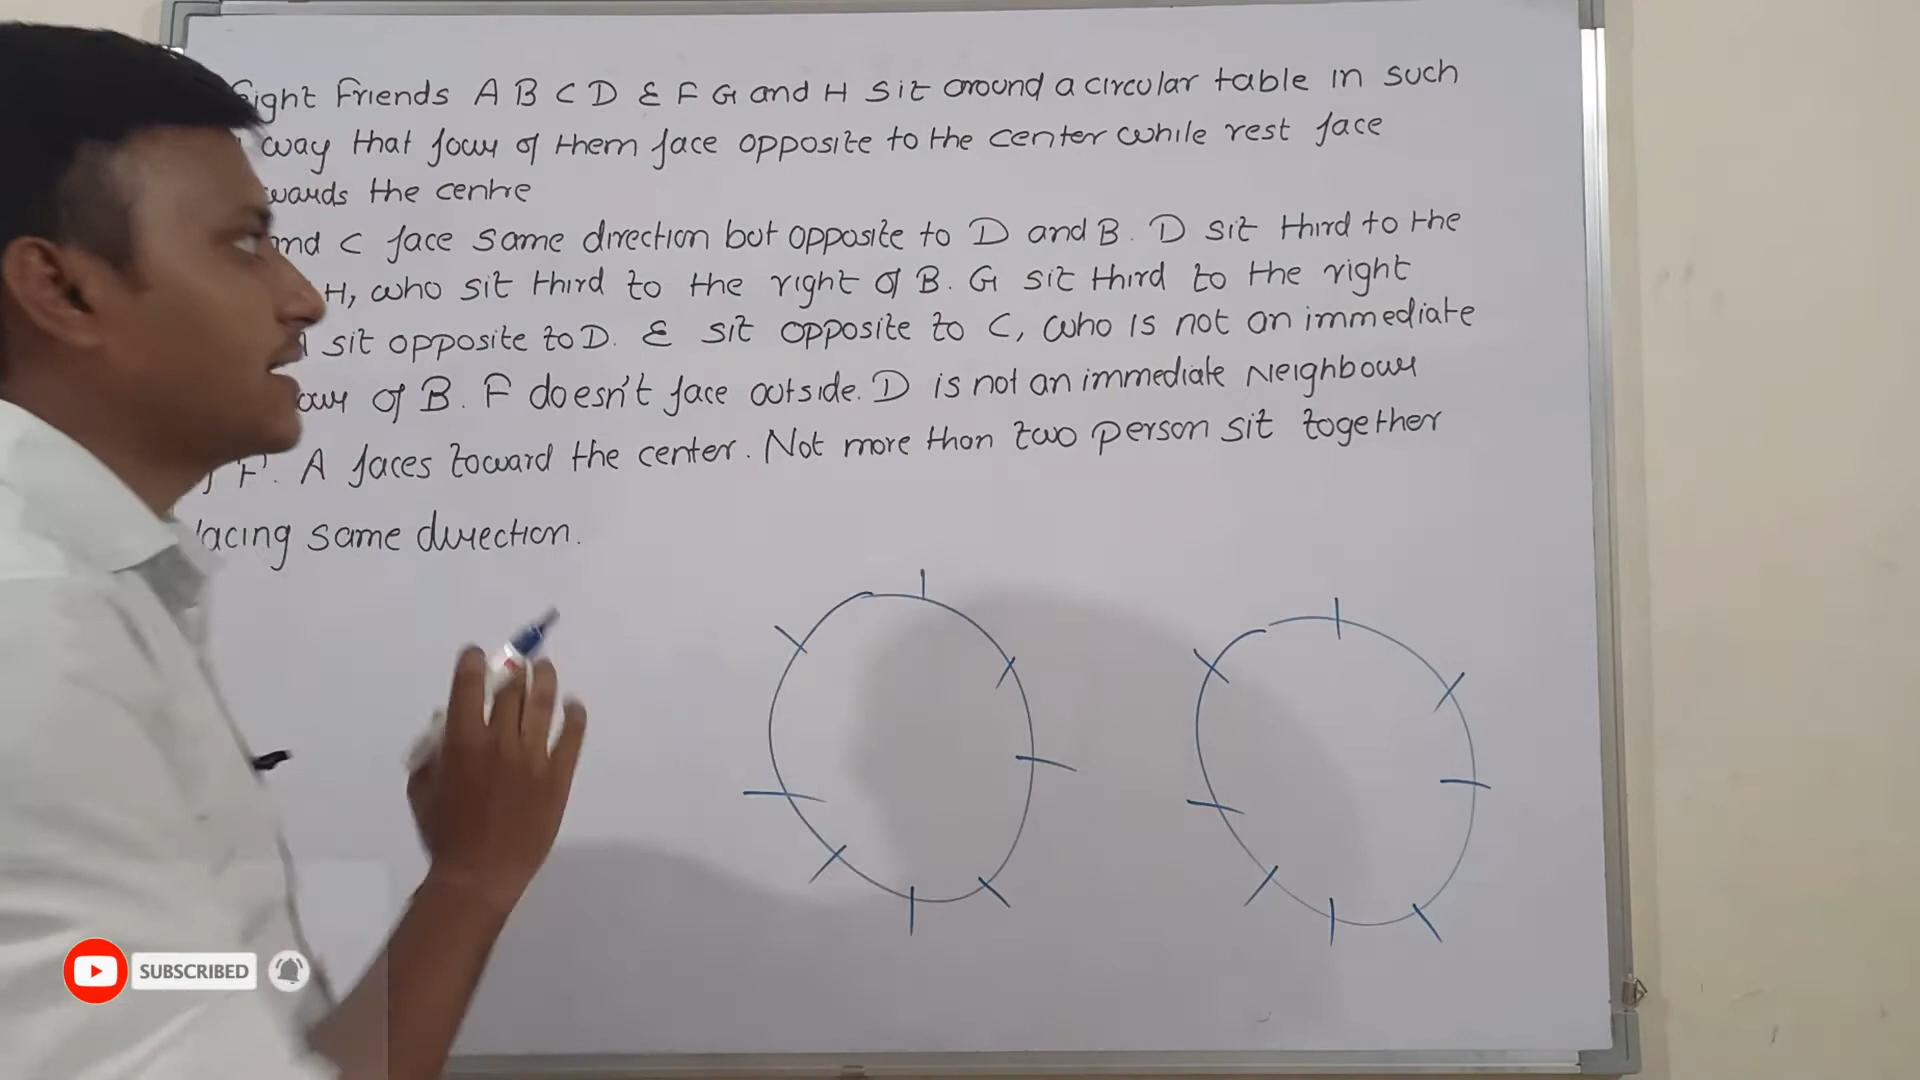 Eight Friends A B C D E F G and H Sit around a circular table in such
way that four of them face opposite to the center while rest face
wards the centre
and C face same direction but opposite to D and B. D sit third to the
H, who sit third to the right of B. G sit third to the right
sit opposite to D. E sit opposite to C, who is not an immediate
our of B. F doesn't face outside. D is not an immediate Neighbour
F. A faces toward the center. Not more than two person sit together
facing same direction.
SUBSCRIBED